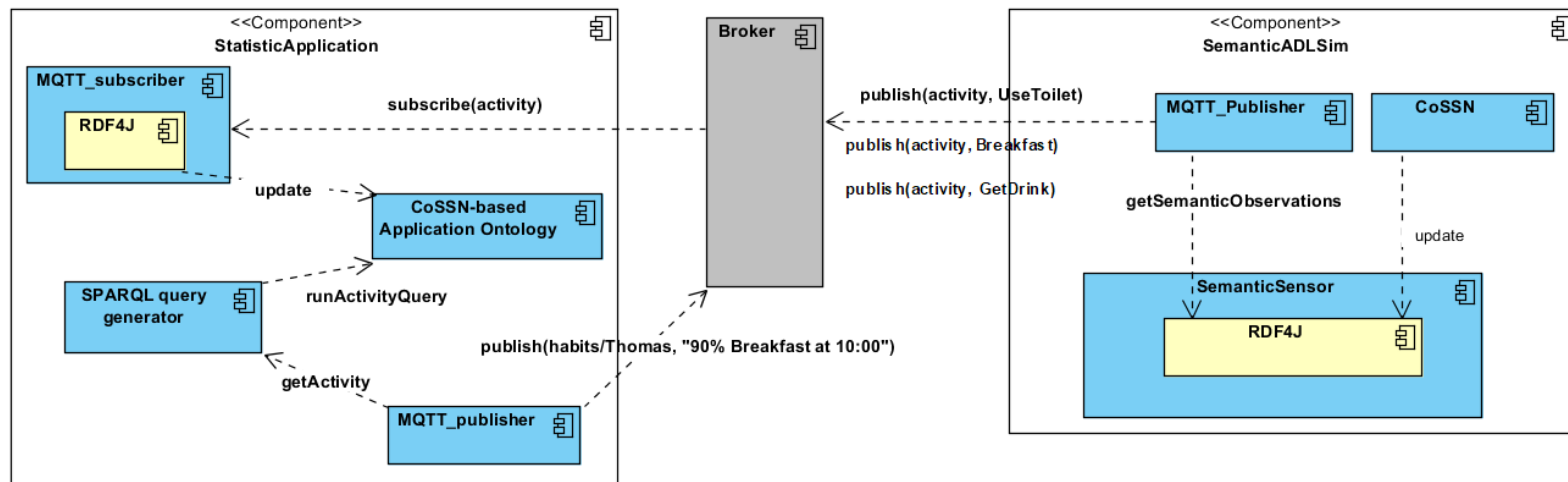 <<Component>>
StatisticApplication
MQTT_subscriber
RDF4J
update
CoSSN-based
Application Ontology
SPARQL query
generator
runActivityQuery
getActivity
MQTT_publisher
subscribe(activity)
Broker
publish(habits/Thomas, "90% Breakfast at 10:00")
publish(activity, UseToilet)
publish(activity, Breakfast)
publish(activity, GetDrink)
<<Component>>
SemanticADLSim
MQTT_Publisher
CoSSN
getSemanticObservations
update
SemanticSensor
RDF4J